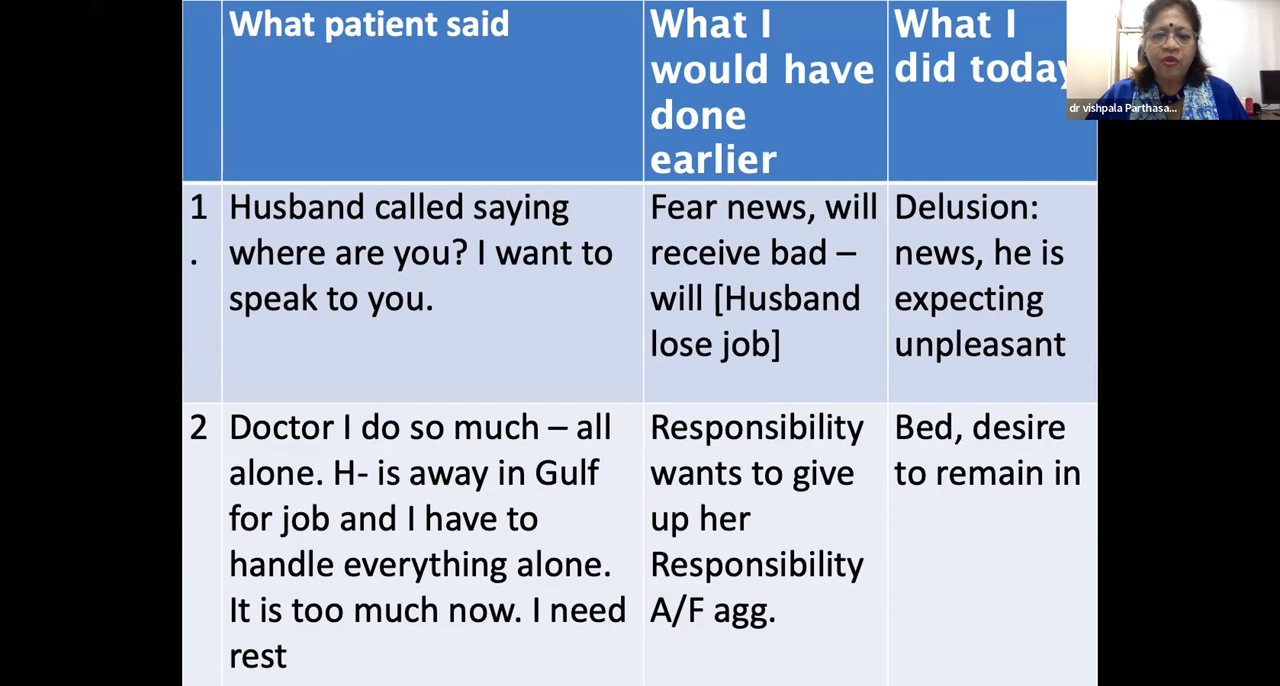 What patient said
What I
would have
done
earlier
What I
did today
dr vishpala Parthasa...
1
.
Husband called saying
where are you? I want to
speak to you.
Fear news, will
receive bad –
will [Husband
lose job]
Delusion:
news, he is
expecting
unpleasant
2
Doctor I do so much – all
alone. H- is away in Gulf
for job and I have to
handle everything alone.
It is too much now. I need
rest
Responsibility
wants to give
up her
Responsibility
A/F agg.
Bed, desire
to remain in